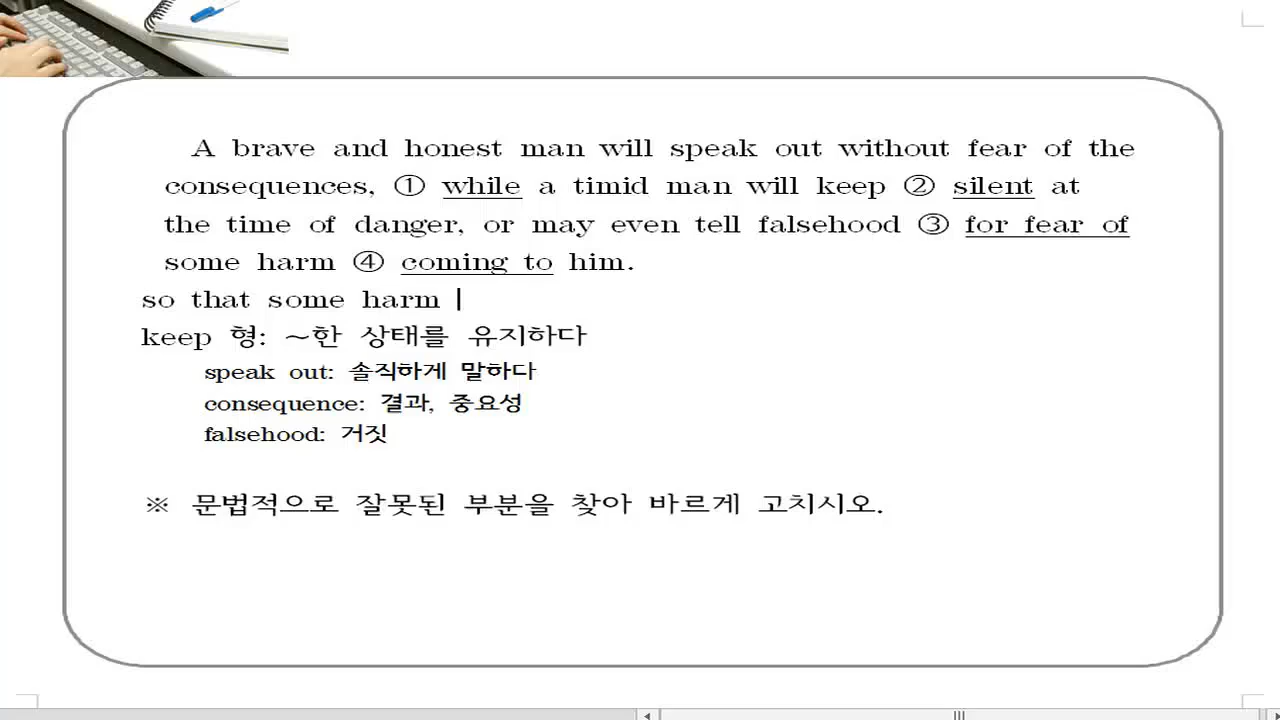 A brave and honest man will speak out without fear of the
consequences, ① while a timid man will keep ② silent at
the time of danger, or may even tell falsehood ③ for fear of
some harm ④ coming to him.
so that some harm
keep 형: ~한 상태를 유지하다
speak out: 솔직하게 말하다
consequence: 결과, 중요성
falsehood: 거짓
※ 문법적으로 잘못된 부분을 찾아 바르게 고치시오.